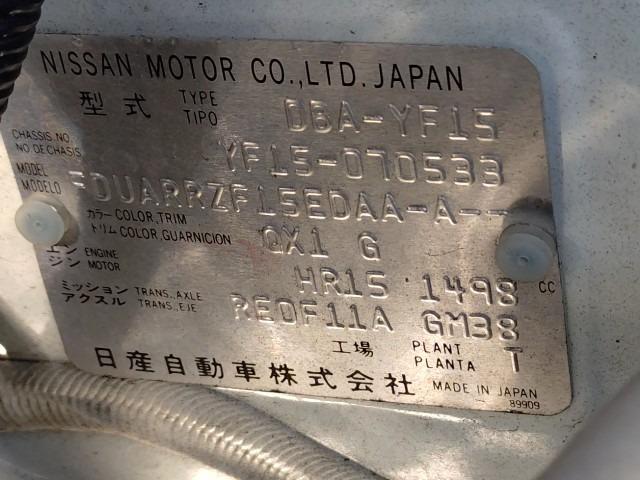 NISSAN MOTOR CO.,LTD. JAPAN
型式 TYPE TIPO DBA-YF15
CHASSIS NO. NO DE CHASIS YF15-070533
MODEL MODELO FDUARRZF15EDAA-A--
カラー COLOR,TRIM
トリム COLOR,GUARNICION QX1 G
エンジン ENGINE MOTOR HR15 1498 CC
ミッション TRANS.,AXLE
アクスル TRANS.,EJE RE0F11A GM38
工場 PLANT PLANTA T
日産自動車株式会社 MADE IN JAPAN
89909